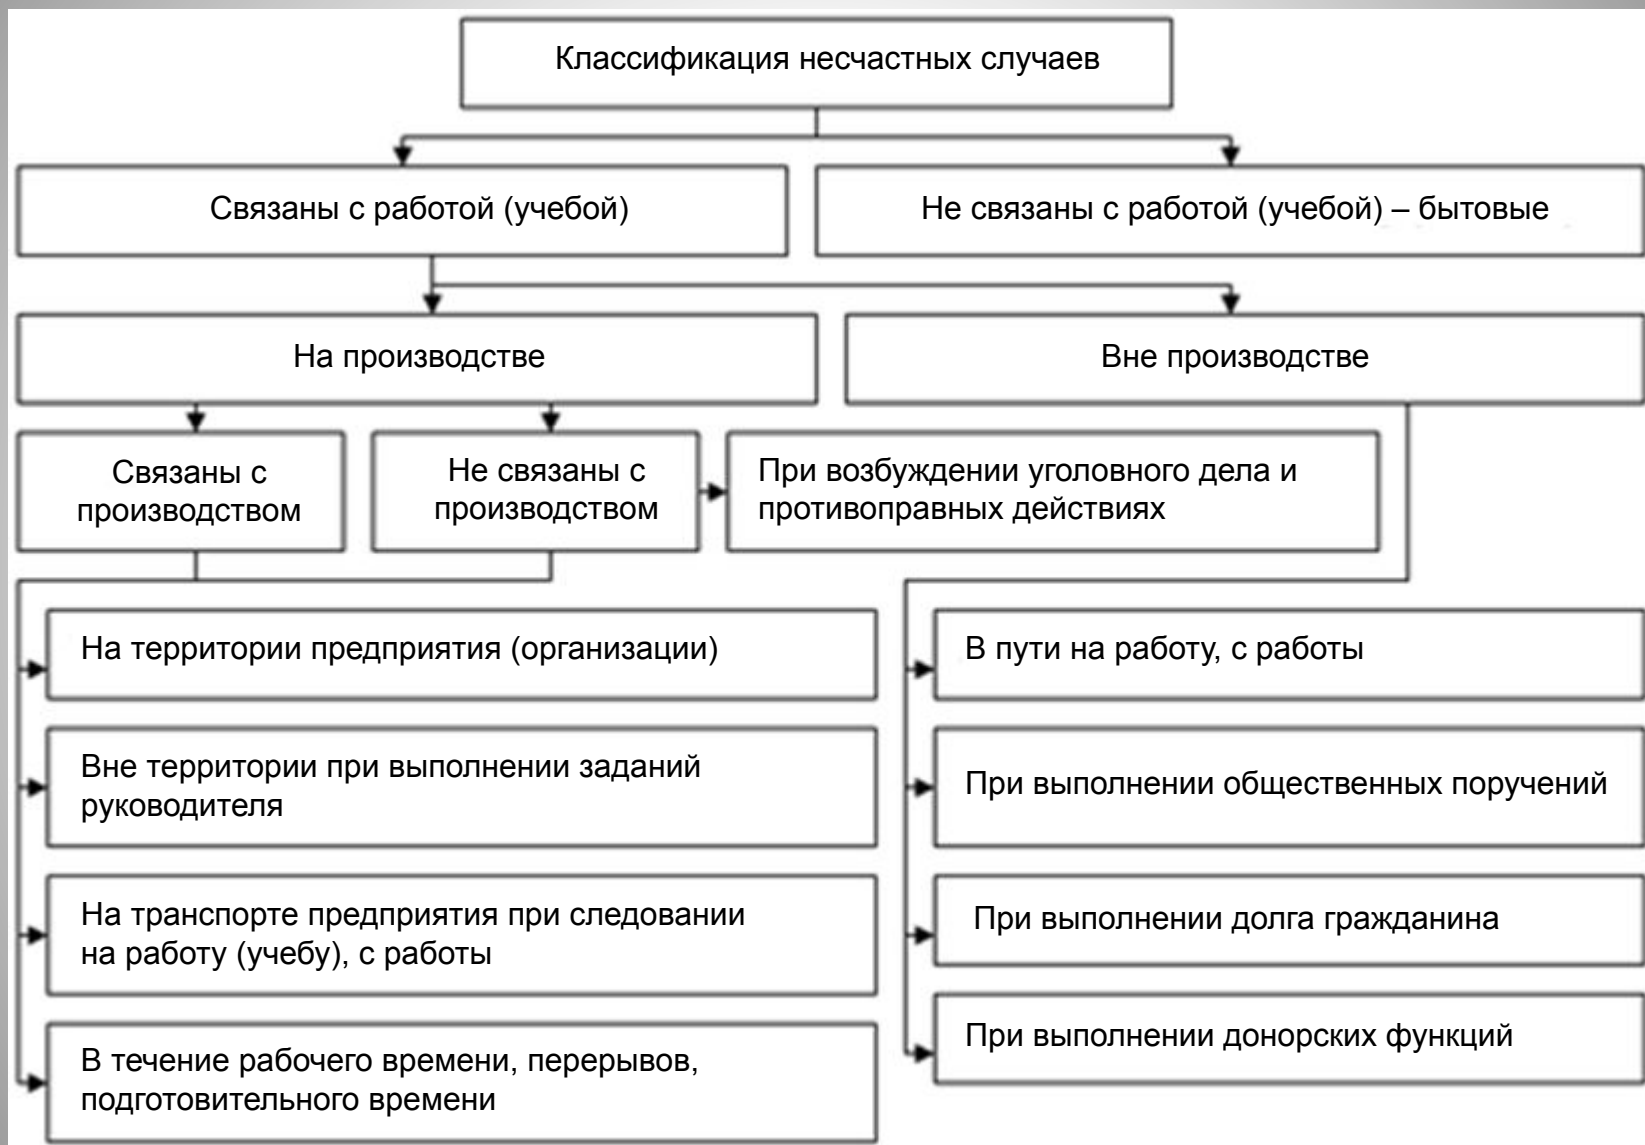 Классификация несчастных случаев
Связаны с работой (учебой)
Не связаны с работой (учебой) – бытовые
На производстве
Вне производстве
Связаны с
производством
Не связаны с
производством
При возбуждении уголовного дела и
противоправных действиях
На территории предприятия (организации)
Вне территории при выполнении заданий
руководителя
На транспорте предприятия при следовании
на работу (учебу), с работы
В течение рабочего времени, перерывов,
подготовительного времени
В пути на работу, с работы
При выполнении общественных поручений
При выполнении долга гражданина
При выполнении донорских функций